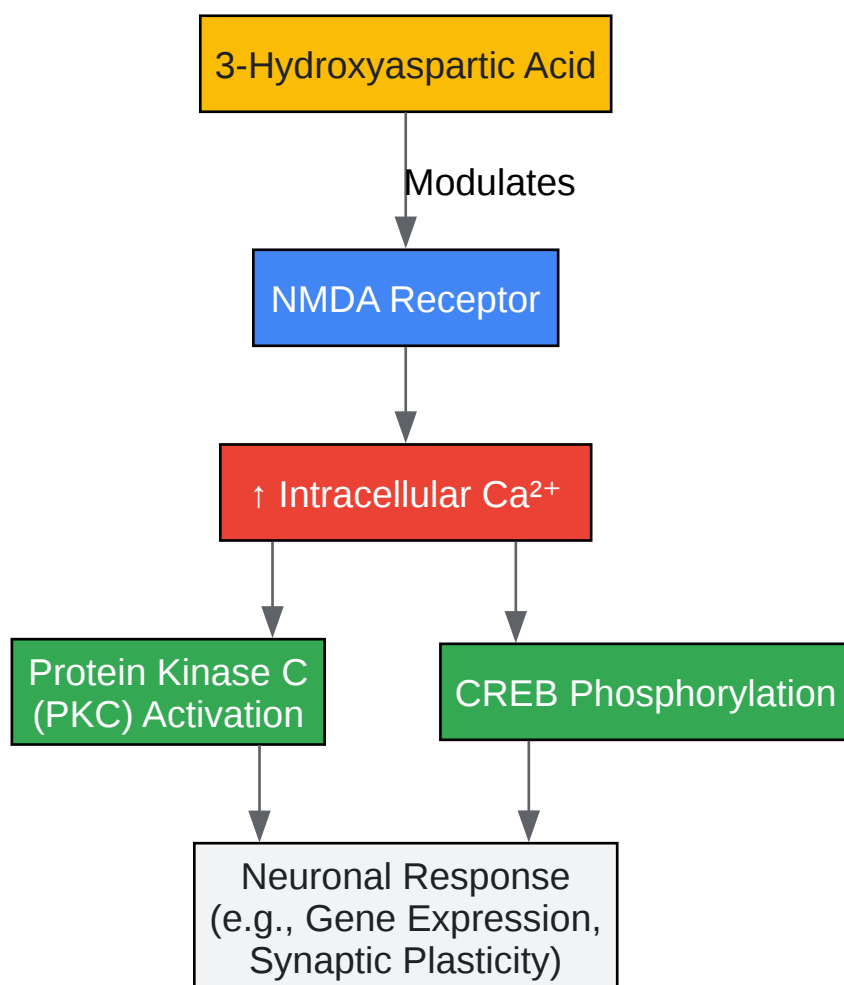 3-Hydroxyaspartic Acid
Modulates
NMDA Receptor
↑ Intracellular Ca²⁺
Protein Kinase C
(PKC) Activation
CREB Phosphorylation
Neuronal Response
(e.g., Gene Expression,
Synaptic Plasticity)